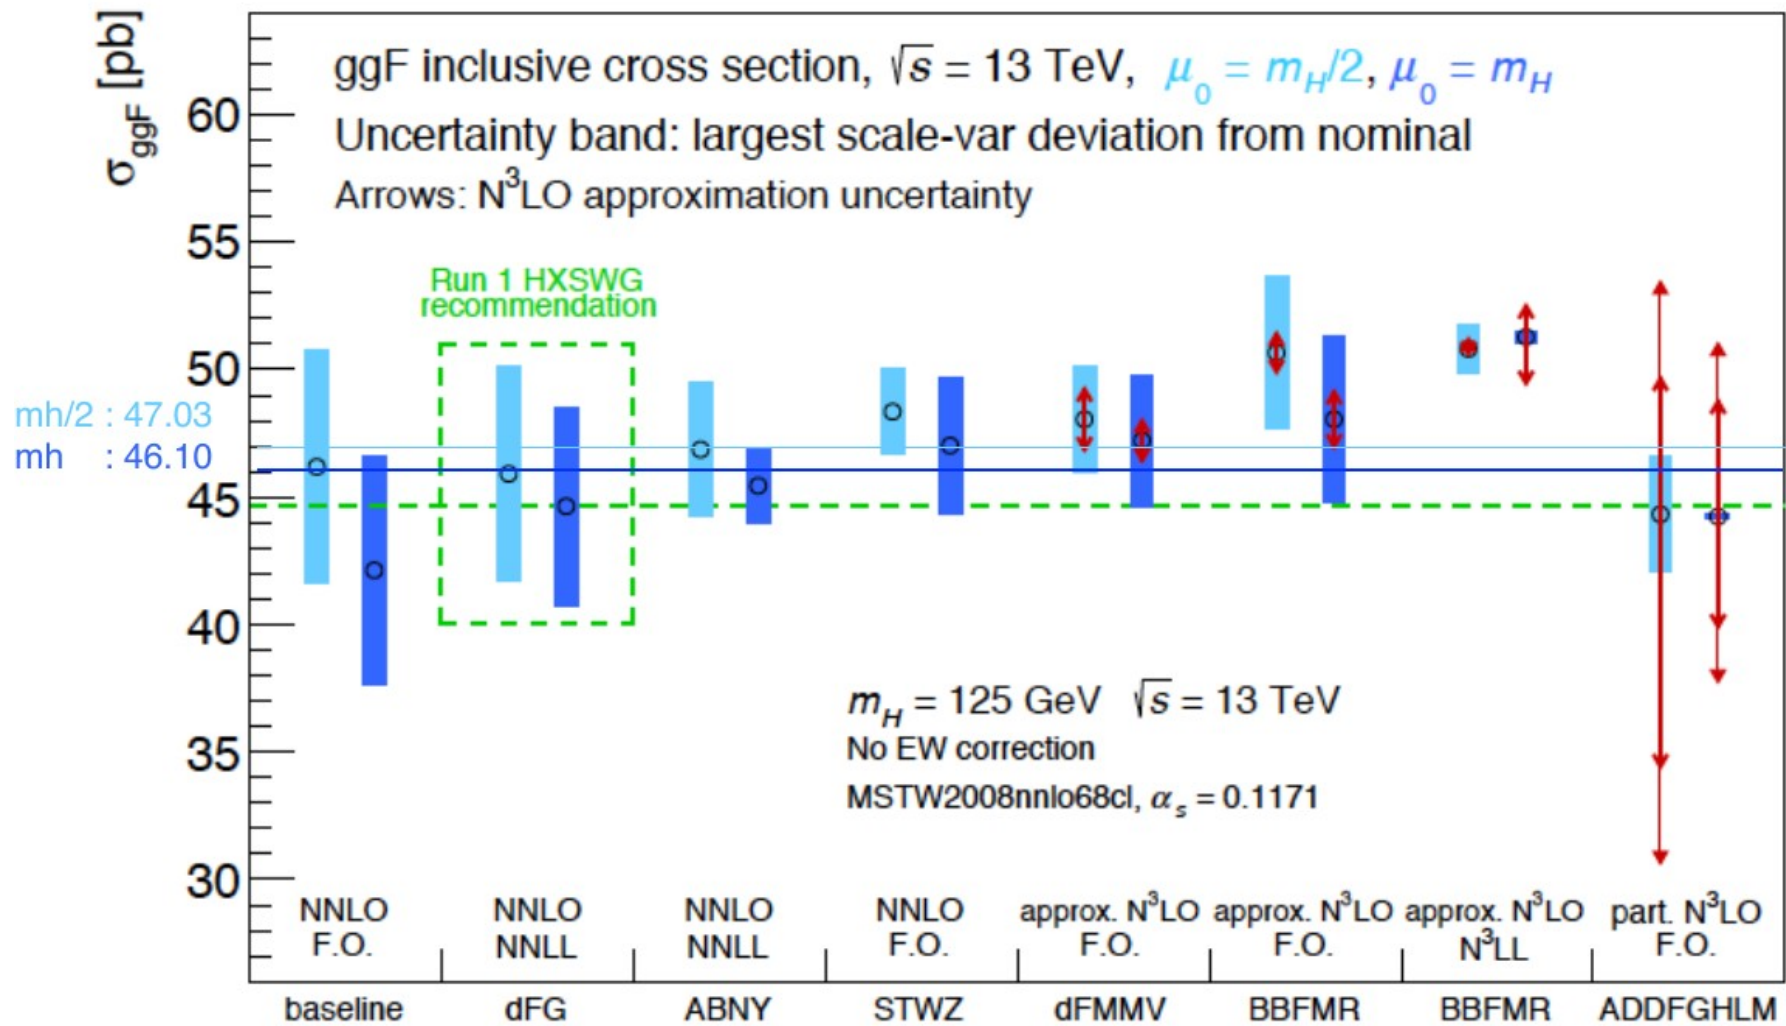 σggF [pb]
ggF inclusive cross section, √s = 13 TeV, μ0 = mH/2, μ0 = mH
Uncertainty band: largest scale-var deviation from nominal
Arrows: N³LO approximation uncertainty
60
55
50
45
40
35
30
Run 1 HXSWG
recommendation
mh/2 : 47.03
mh : 46.10
mH = 125 GeV √s = 13 TeV
No EW correction
MSTW2008nnlo68cl, αs = 0.1171
NNLO NNLO NNLO NNLO approx. N³LO approx. N³LO approx. N³LO part. N³LO
F.O. NNLL NNLL F.O. F.O. F.O. N³LL F.O.
baseline dFG ABNY STWZ dFMMV BBFMR BBFMR ADDFGHLM